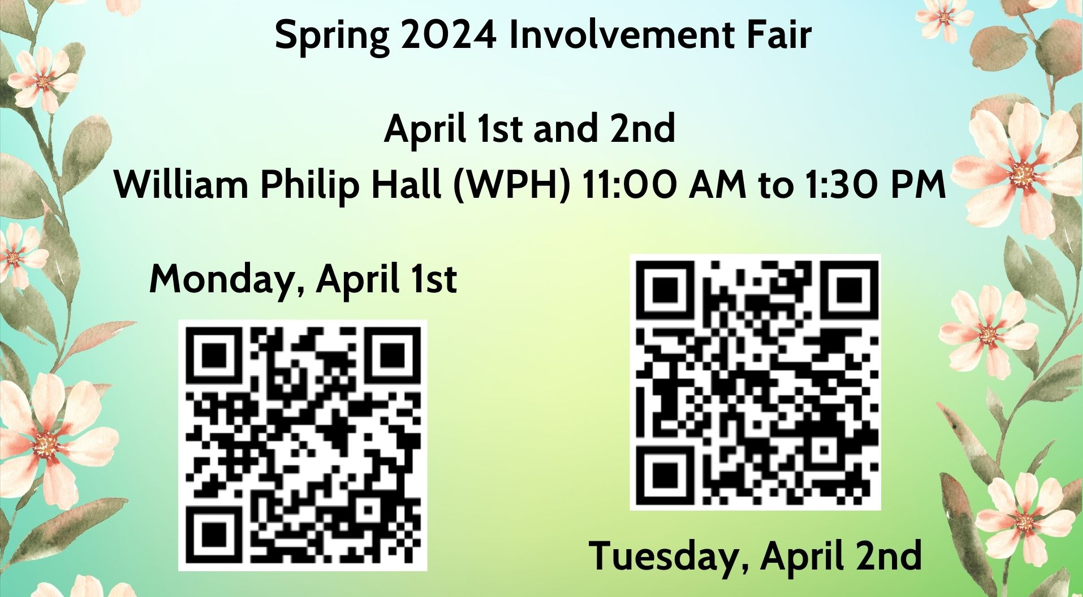 Spring 2024 Involvement Fair
April 1st and 2nd
William Philip Hall (WPH) 11:00 AM to 1:30 PM
Monday, April 1st
Tuesday, April 2nd